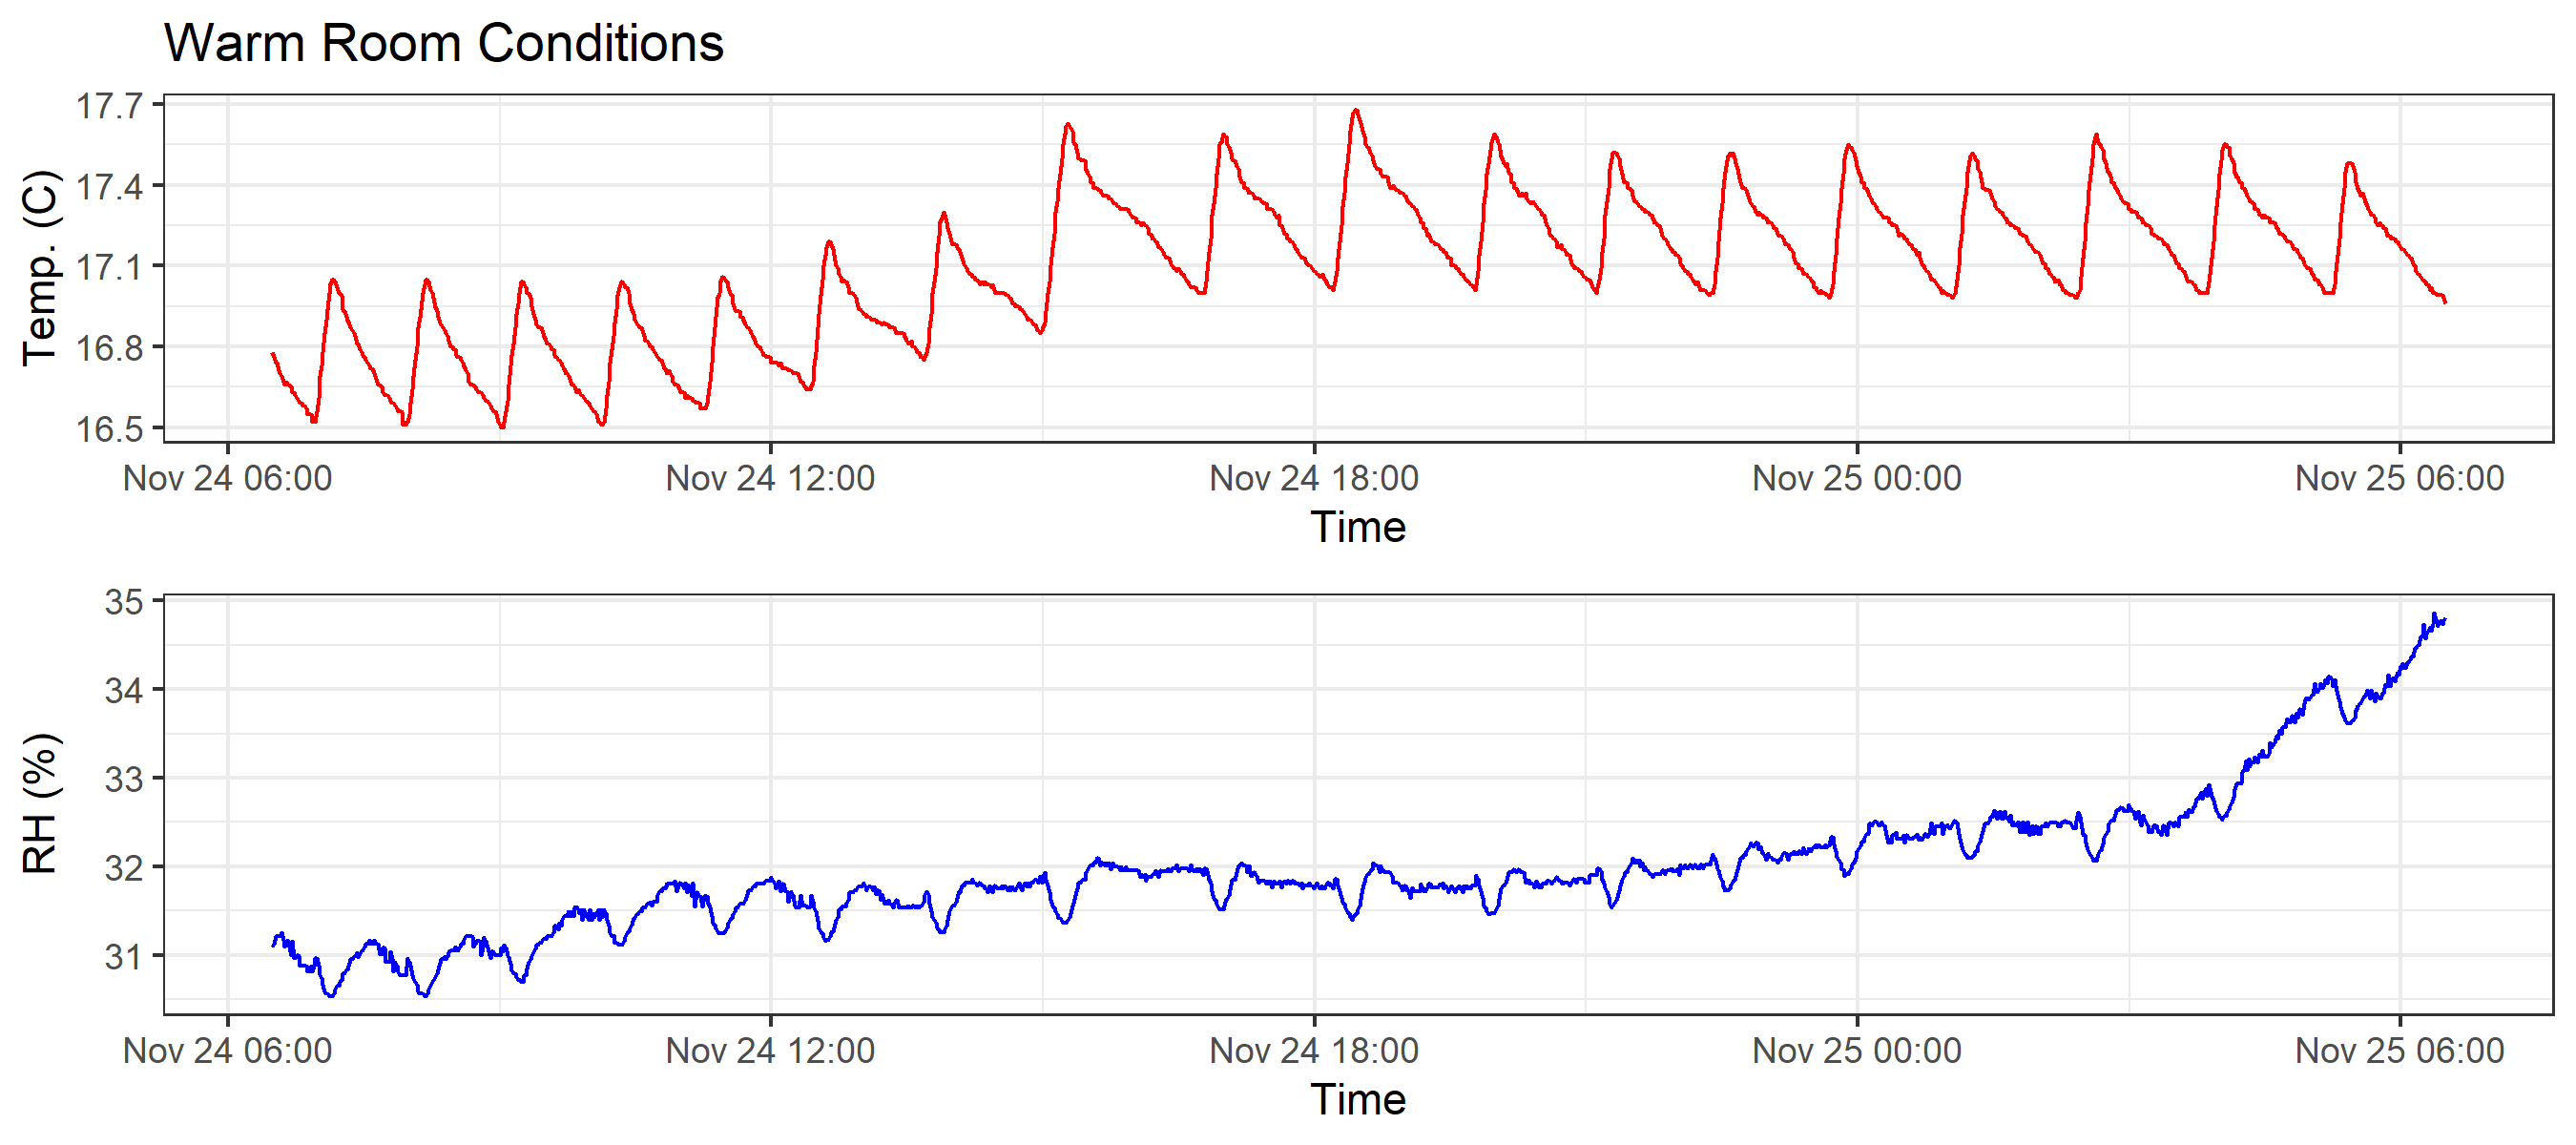 Warm Room Conditions
Temp. (C)
17.7
17.4
17.1
16.8
16.5
Nov 24 06:00 Nov 24 12:00 Nov 24 18:00 Nov 25 00:00 Nov 25 06:00
Time
RH (%)
35
34
33
32
31
Nov 24 06:00 Nov 24 12:00 Nov 24 18:00 Nov 25 00:00 Nov 25 06:00
Time